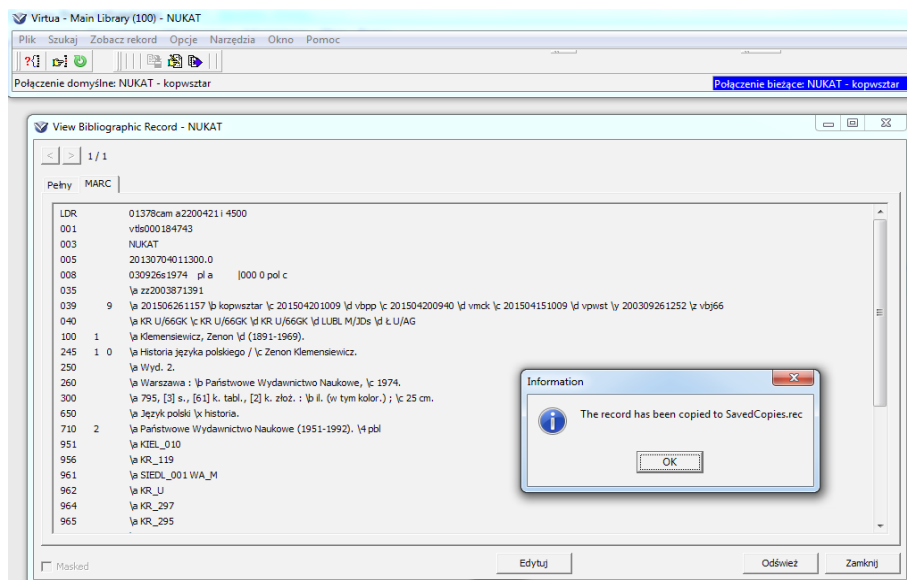 Virtua - Main Library (100) - NUKAT
Plik Szukaj Zobacz rekord Opcje Narzędzia Okno Pomoc
Połączenie domyślne: NUKAT - kopwsztar Połączenie bieżące: NUKAT - kopwsztar
View Bibliographic Record - NUKAT
< > 1 / 1
Pełny MARC
LDR 01378cam a2200421 i 4500
001 vtls000184743
003 NUKAT
005 20130704011300.0
008 030926s1974 pl a |000 0 pol c
035 \a zz2003871391
039 9 \a 201506261157 \b kopwsztar \c 201504201009 \d vbpp \c 201504200940 \d vmck \c 201504151009 \d vpwst \y 200309261252 \z vbj66
040 \a KR U/66GK \c KR U/66GK \d KR U/66GK \d LUBL M/JDs \d Ł U/AG
100 1 \a Klemensiewicz, Zenon \d (1891-1969).
245 1 0 \a Historia języka polskiego / \c Zenon Klemensiewicz.
250 \a Wyd. 2.
260 \a Warszawa : \b Państwowe Wydawnictwo Naukowe, \c 1974.
300 \a 795, [3] s., [61] k. tabl., [2] k. złoż. : \b il. (w tym kolor.) ; \c 25 cm.
650 \a Język polski \x historia.
710 2 \a Państwowe Wydawnictwo Naukowe (1951-1992). \4 pbl
951 \a KIEL_010
956 \a KR_119
961 \a SIEDL_001 WA_M
962 \a KR_U
964 \a KR_297
965 \a KR_295
Information
The record has been copied to SavedCopies.rec
OK
Masked Edytuj Odśwież Zamknij